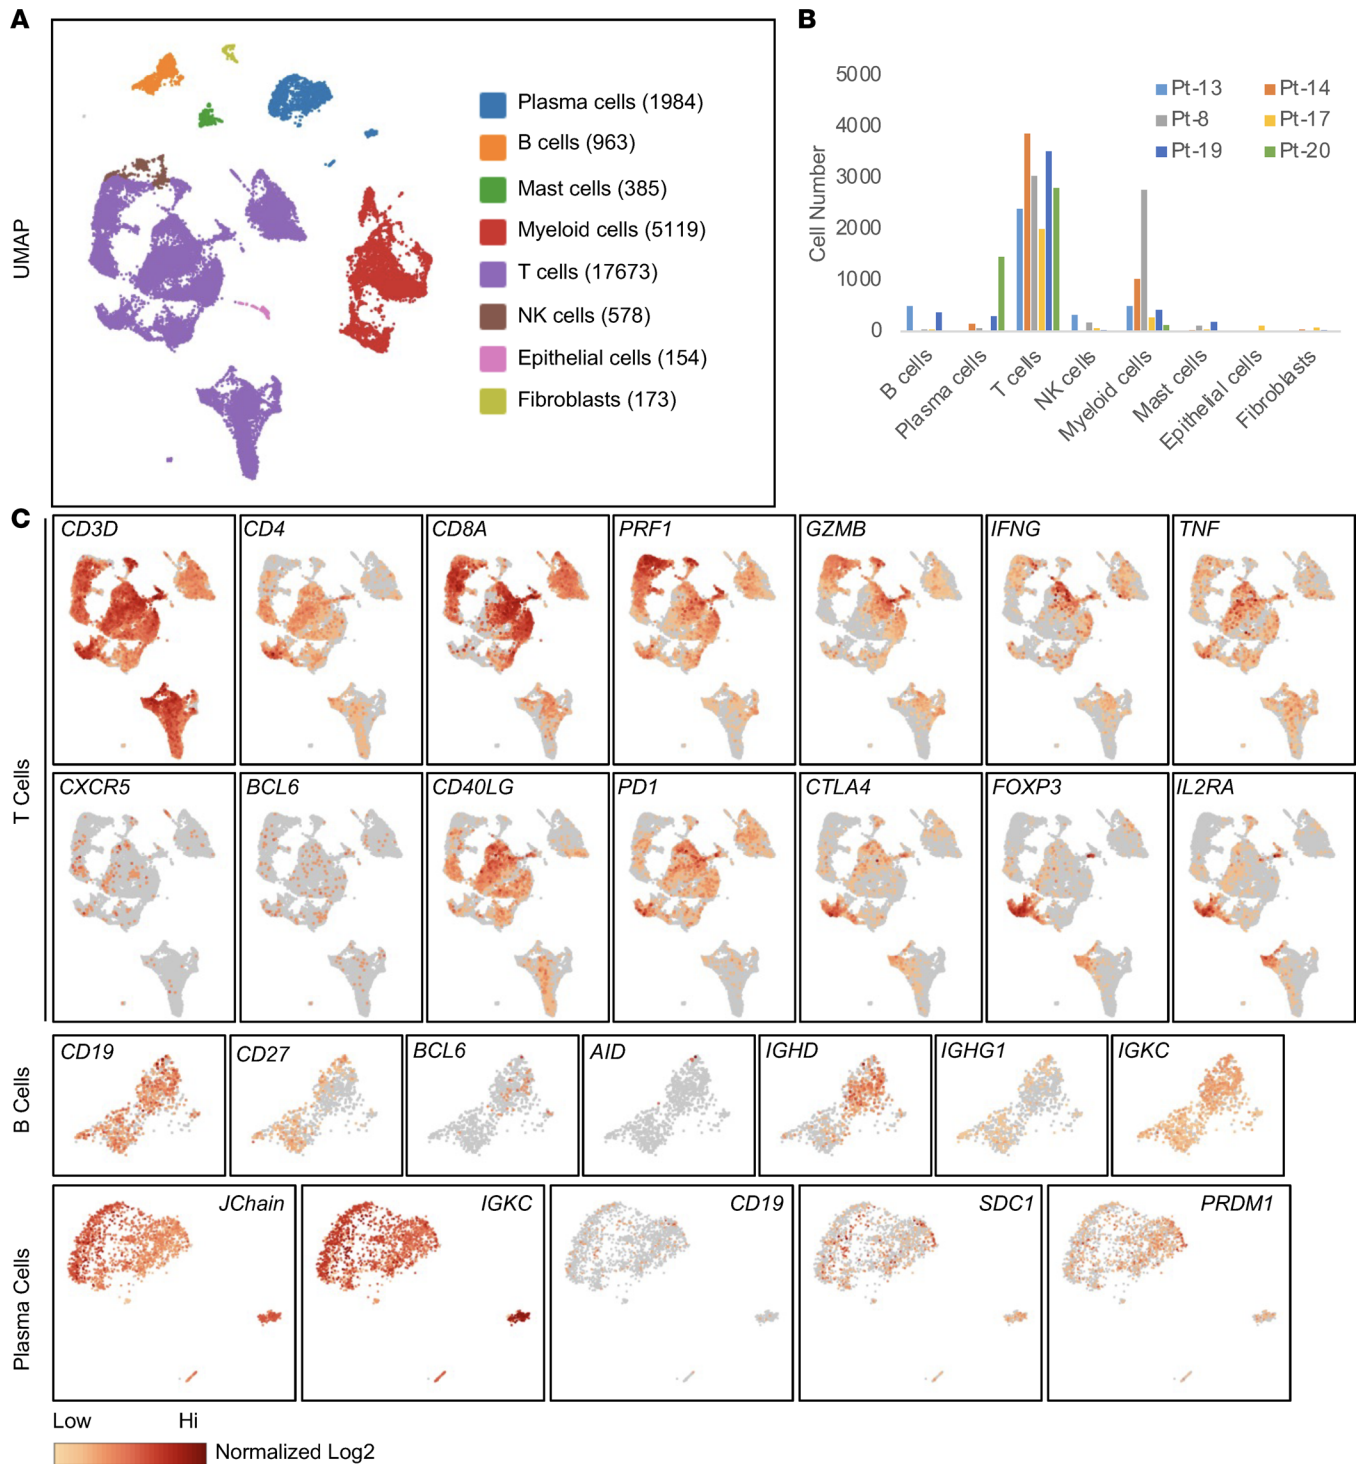 A
UMAP
Plasma cells (1984)
B cells (963)
Mast cells (385)
Myeloid cells (5119)
T cells (17673)
NK cells (578)
Epithelial cells (154)
Fibroblasts (173)
B
Cell Number
5000
4000
3000
2000
1000
0
Pt-13 Pt-14
Pt-8 Pt-17
Pt-19 Pt-20
B cells
Plasma cells
T cells
NK cells
Myeloid cells
Mast cells
Epithelial cells
Fibroblasts
C
T Cells
CD3D CD4 CD8A PRF1 GZMB IFNG TNF
CXCR5 BCL6 CD40LG PD1 CTLA4 FOXP3 IL2RA
B Cells
CD19 CD27 BCL6 AID IGHD IGHG1 IGKC
Plasma Cells
JChain IGKC CD19 SDC1 PRDM1
Low Hi
Normalized Log2